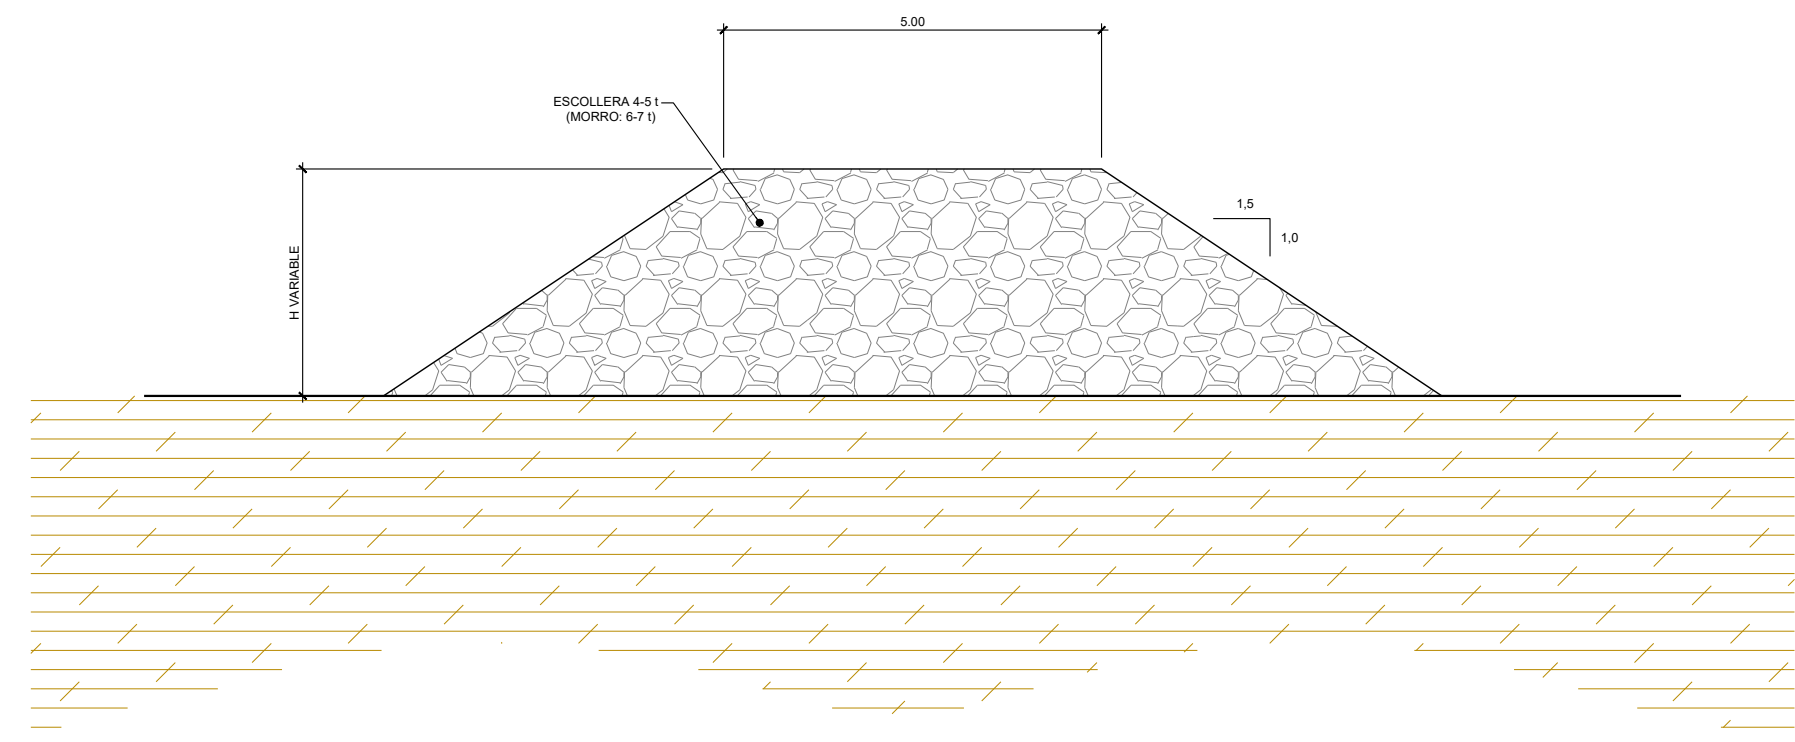 5.00
ESCOLLERA 4-5 t
(MORRO: 6-7 t)
1,5
1,0
H VARIABLE